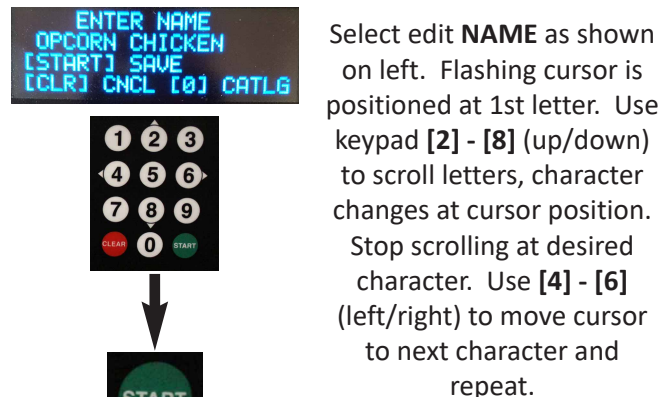 ENTER NAME
OPCORN CHICKEN
[START] SAVE
[CLR] CNCL [0] CATLG
1 2 3
4 5 6
7 8 9
CLEAR 0 START
START
Select edit NAME as shown
on left. Flashing cursor is
positioned at 1st letter. Use
keypad [2] - [8] (up/down)
to scroll letters, character
changes at cursor position.
Stop scrolling at desired
character. Use [4] - [6]
(left/right) to move cursor
to next character and
repeat.